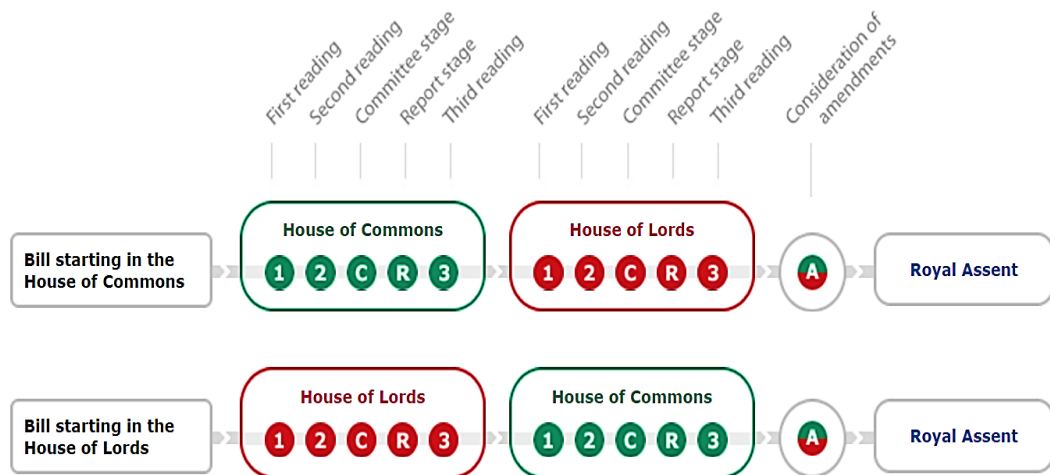 First reading
Second reading
Committee stage
Report stage
Third reading
First reading
Second reading
Committee stage
Report stage
Third reading
Consideration of
amendments
Bill starting in the
House of Commons
House of Commons
1 2 C R 3
House of Lords
1 2 C R 3
A
Royal Assent
Bill starting in the
House of Lords
House of Lords
1 2 C R 3
House of Commons
1 2 C R 3
A
Royal Assent